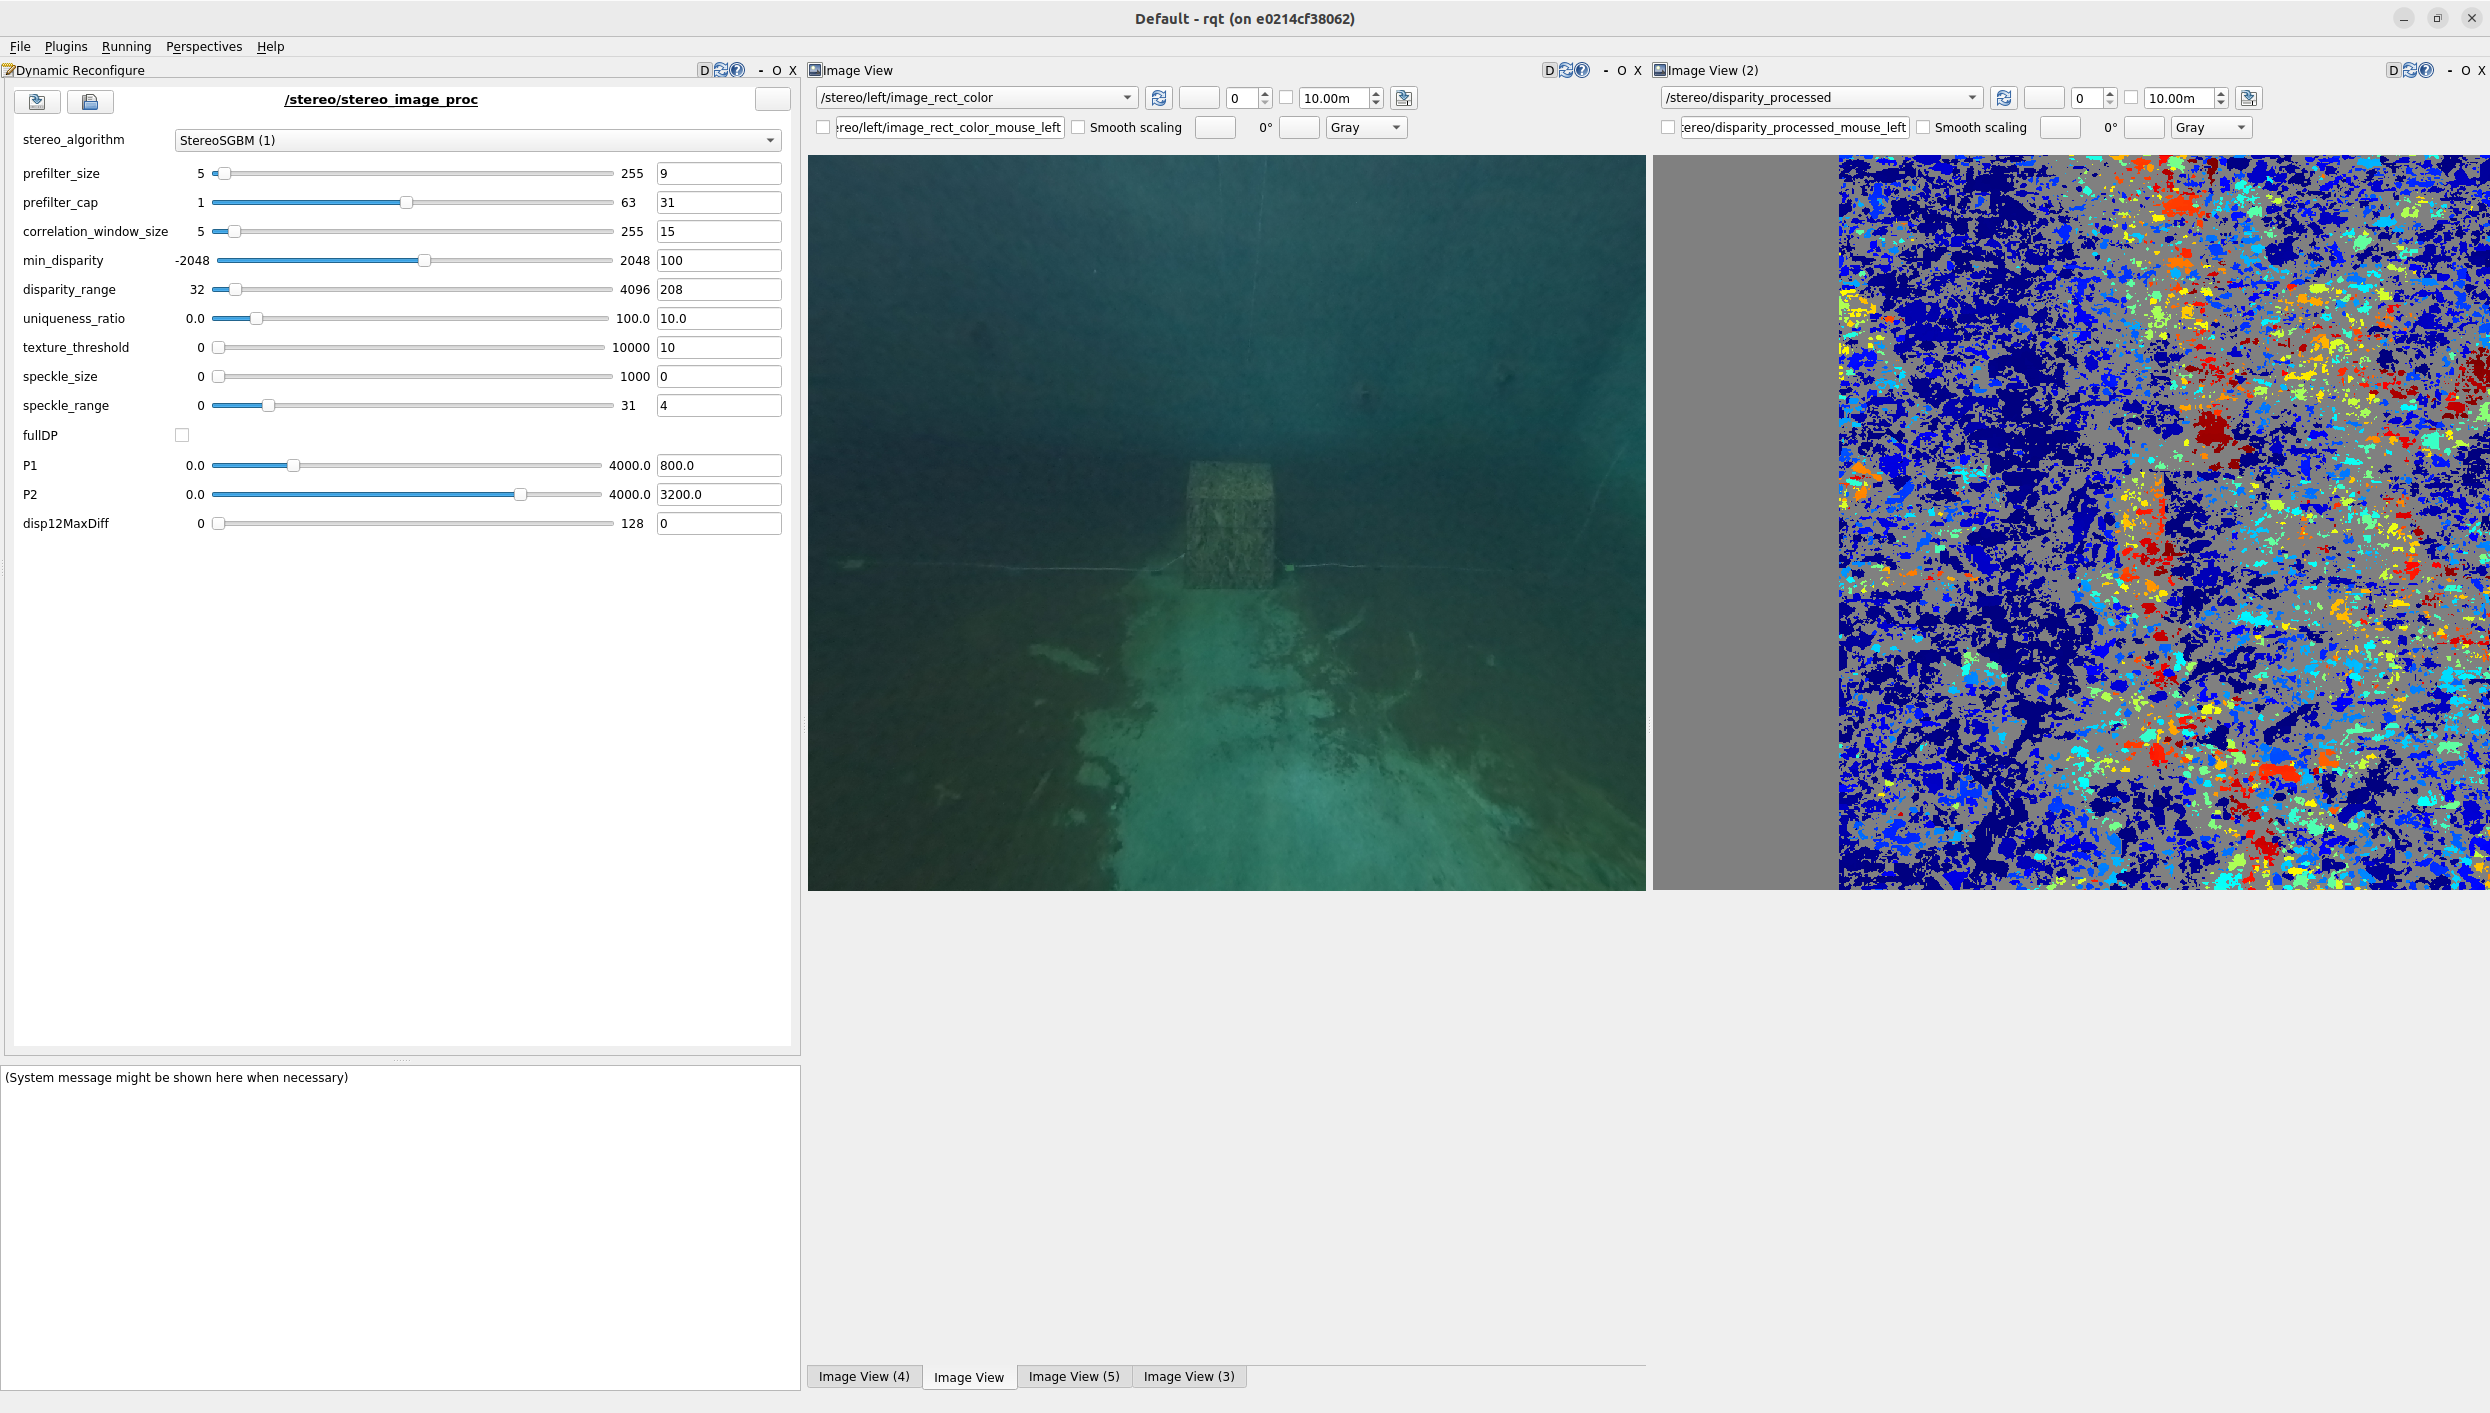 Default - rqt (on e0214cf38062)
File Plugins Running Perspectives Help
Dynamic Reconfigure D - O X
/stereo/stereo_image_proc
stereo_algorithm StereoSGBM (1)
prefilter_size 5 255 9
prefilter_cap 1 63 31
correlation_window_size 5 255 15
min_disparity -2048 2048 100
disparity_range 32 4096 208
uniqueness_ratio 0.0 100.0 10.0
texture_threshold 0 10000 10
speckle_size 0 1000 0
speckle_range 0 31 4
fullDP
P1 0.0 4000.0 800.0
P2 0.0 4000.0 3200.0
disp12MaxDiff 0 128 0
(System message might be shown here when necessary)
Image View D - O X
/stereo/left/image_rect_color 0 10.00m
ereo/left/image_rect_color_mouse_left Smooth scaling 0° Gray
Image View (4) Image View Image View (5) Image View (3)
Image View (2) D - O X
/stereo/disparity_processed 0 10.00m
tereo/disparity_processed_mouse_left Smooth scaling 0° Gray